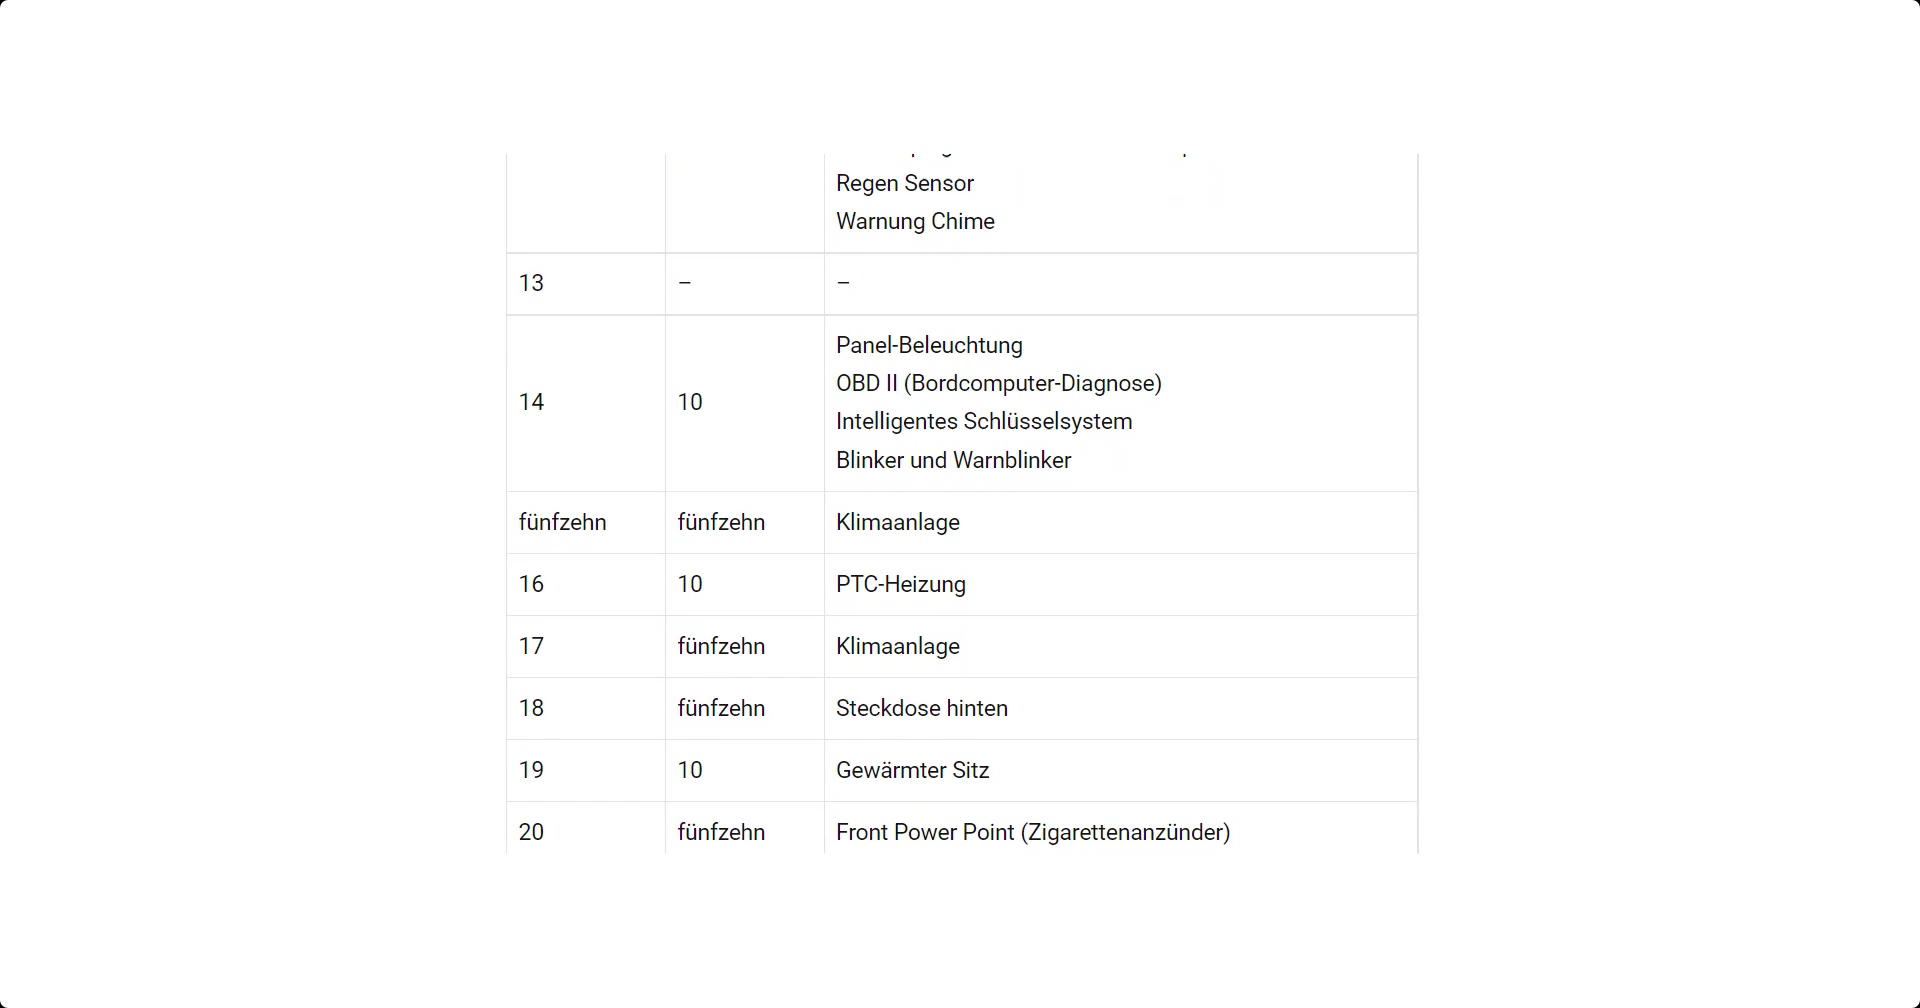 Regen Sensor
Warnung Chime
13 – –
Panel-Beleuchtung
OBD II (Bordcomputer-Diagnose)
14 10
Intelligentes Schlüsselsystem
Blinker und Warnblinker
fünfzehn fünfzehn Klimaanlage
16 10 PTC-Heizung
17 fünfzehn Klimaanlage
18 fünfzehn Steckdose hinten
19 10 Gewärmter Sitz
20 fünfzehn Front Power Point (Zigarettenanzünder)